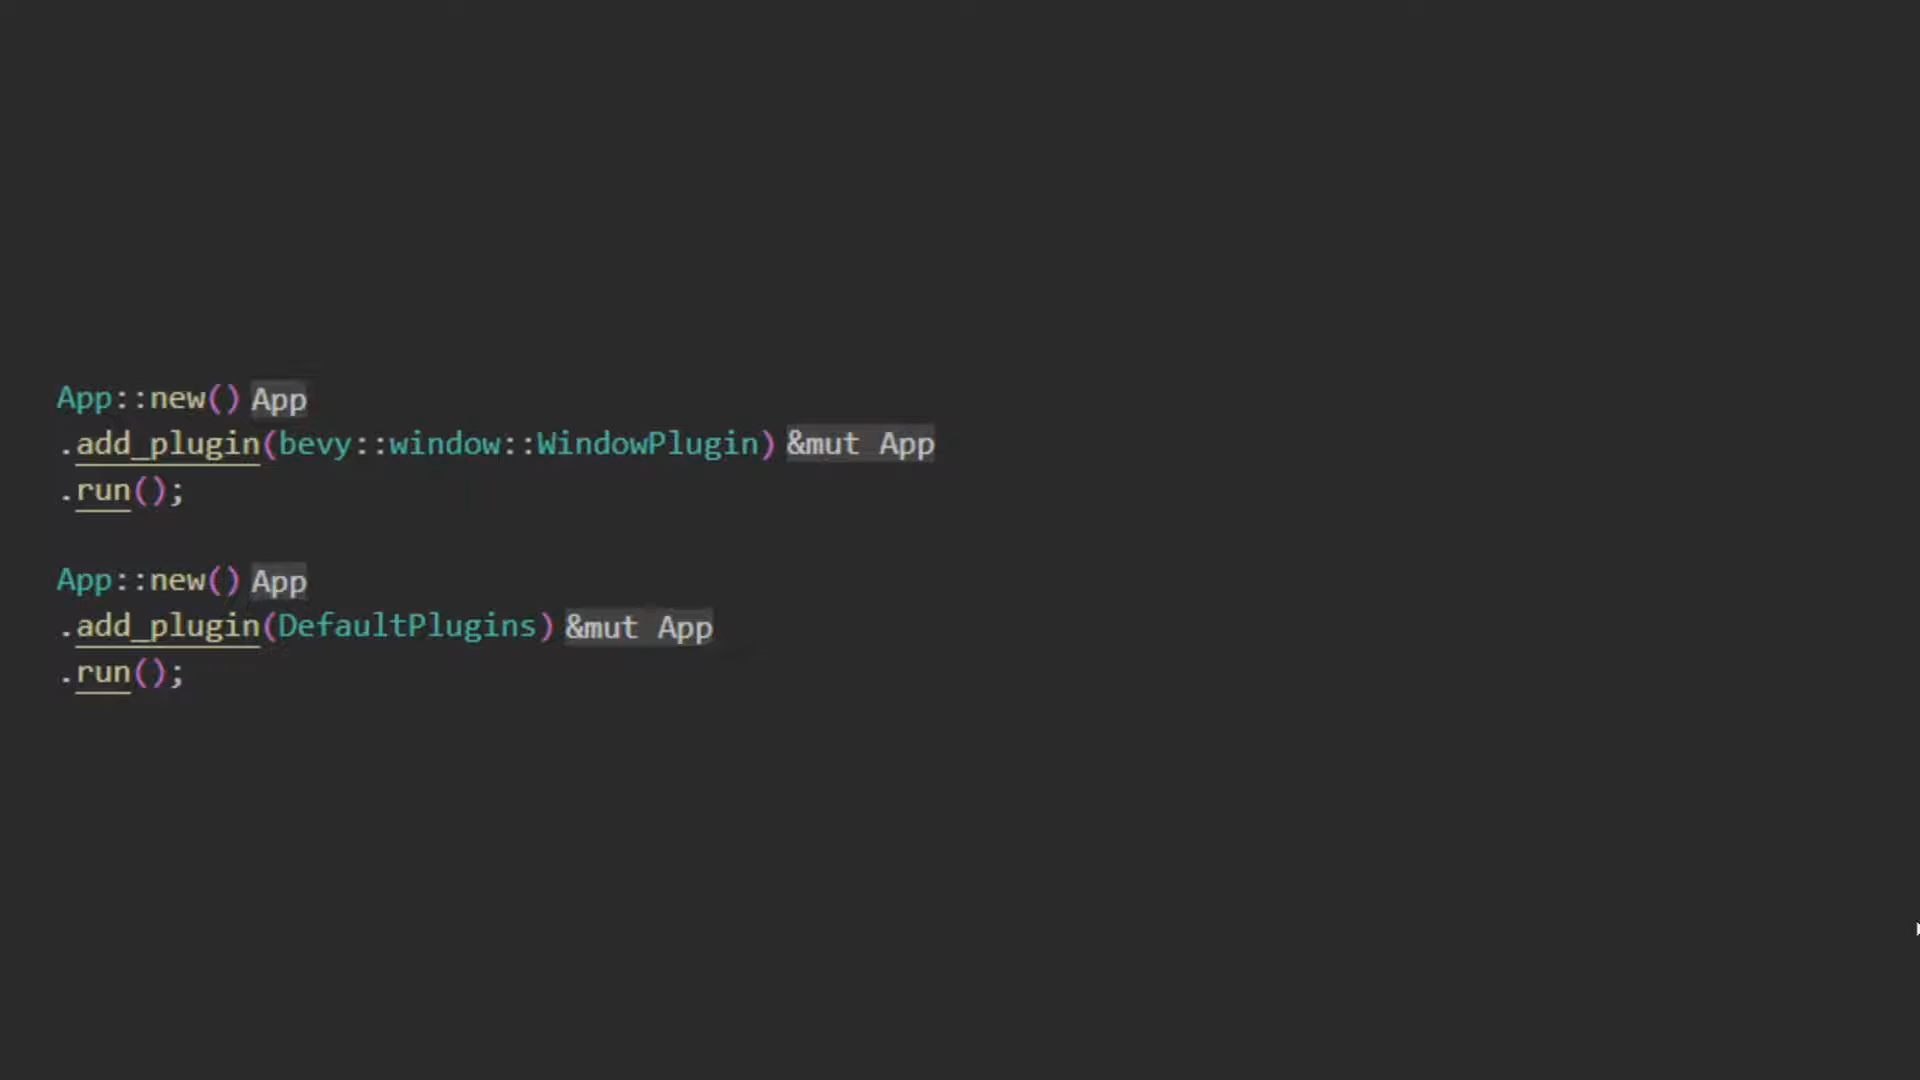 App::new() App
.add_plugin(bevy::window::WindowPlugin) &mut App
.run();
App::new() App
.add_plugin(DefaultPlugins) &mut App
.run();